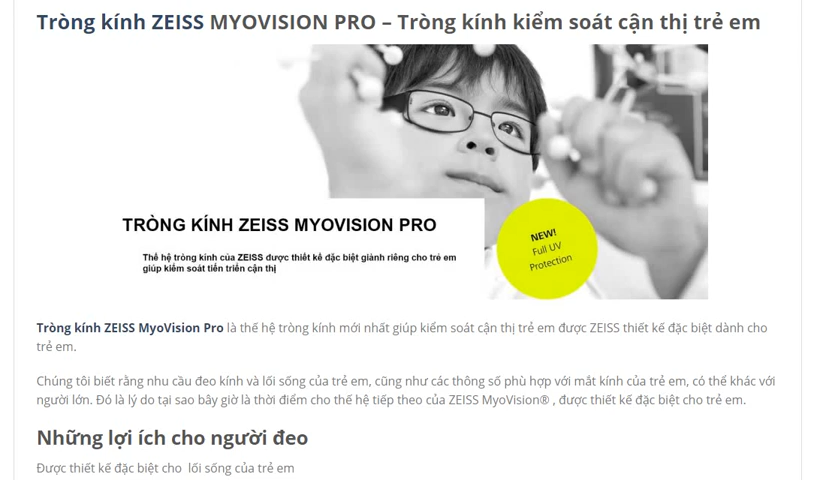 Tròng kính ZEISS MYOVISION PRO – Tròng kính kiểm soát cận thị trẻ em
TRÒNG KÍNH ZEISS MYOVISION PRO
Thế hệ tròng kính của ZEISS được thiết kế đặc biệt giành riêng cho trẻ em
giúp kiểm soát tiến triển cận thị
NEW!
Full UV
Protection
Tròng kính ZEISS MyoVision Pro là thế hệ tròng kính mới nhất giúp kiểm soát cận thị trẻ em được ZEISS thiết kế đặc biệt dành cho
trẻ em.
Chúng tôi biết rằng nhu cầu đeo kính và lối sống của trẻ em, cũng như các thông số phù hợp với mắt kính của trẻ em, có thể khác với
người lớn. Đó là lý do tại sao bây giờ là thời điểm cho thế hệ tiếp theo của ZEISS MyoVision® , được thiết kế đặc biệt cho trẻ em.
Những lợi ích cho người đeo
Được thiết kế đặc biệt cho lối sống của trẻ em